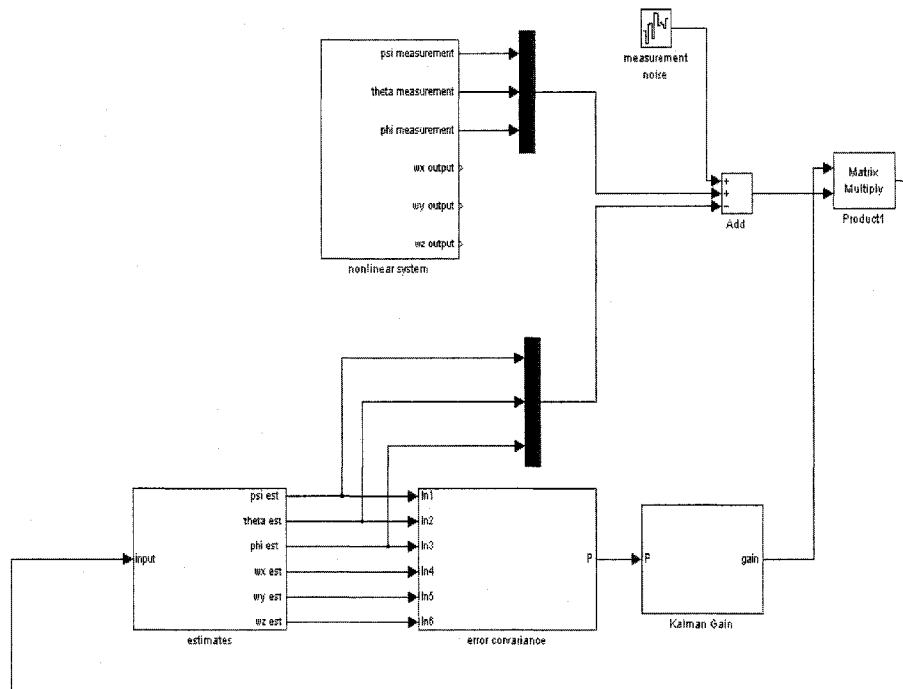 psi measurement
theta measurement
phi measurement
wx output
wy output
wz output
nonlinear system
measurement
noise
+
+
−
Add
Matrix
Multiply
Product1
input
psi est
theta est
phi est
wx est
wy est
wz est
estimates
In1
In2
In3
In4
In5
In6
P
error convariance
P
gain
Kalman Gain